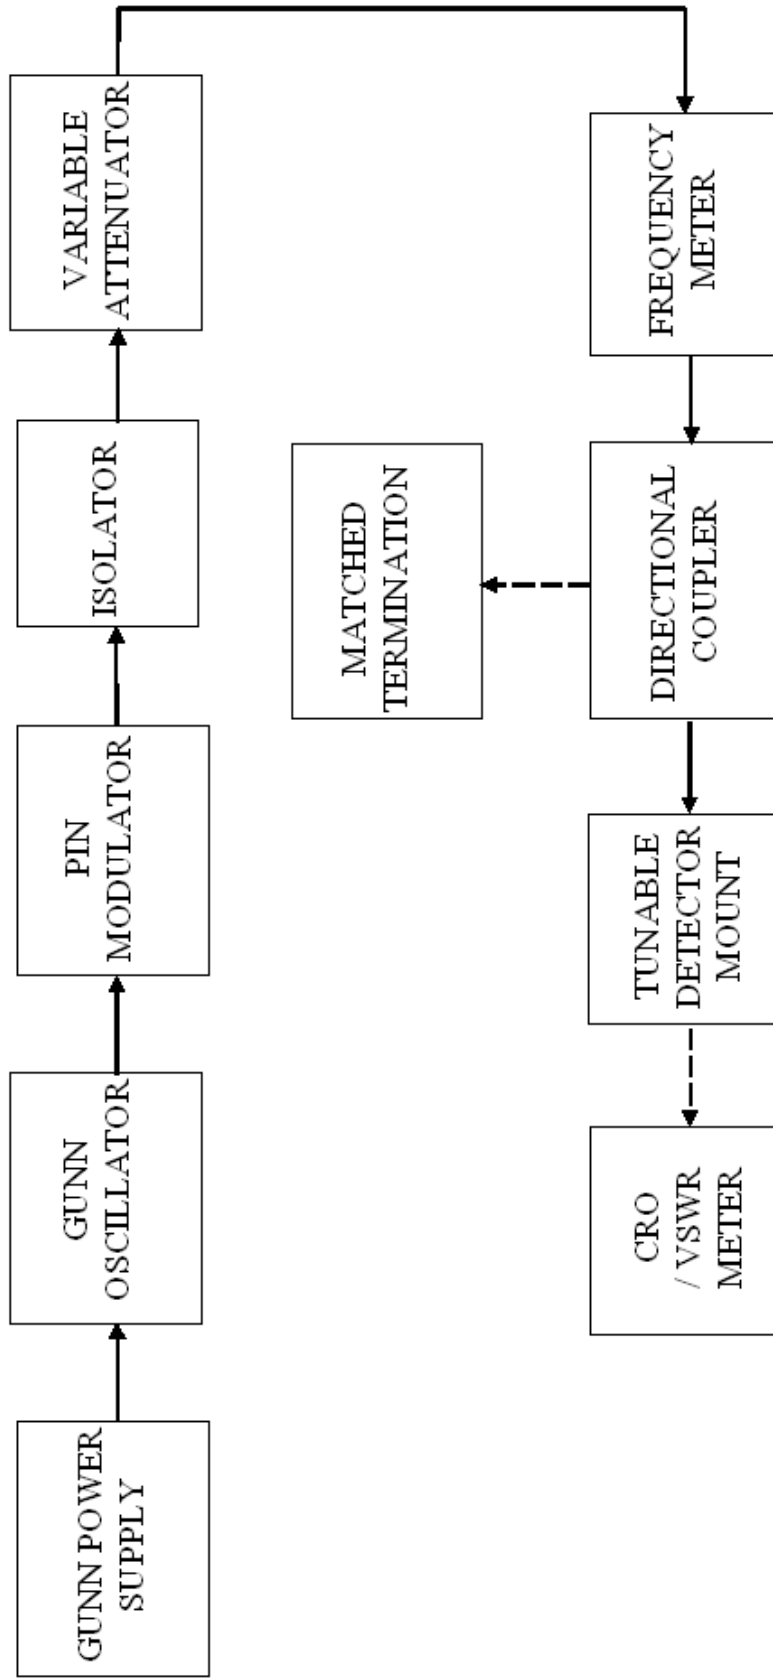 GUNN POWER
SUPPLY
GUNN
OSCILLATOR
PIN
MODULATOR
ISOLATOR
VARIABLE
ATTENUATOR
MATCHED
TERMINATION
CRO
/ VSWR
METER
TUNABLE
DETECTOR
MOUNT
DIRECTIONAL
COUPLER
FREQUENCY
METER